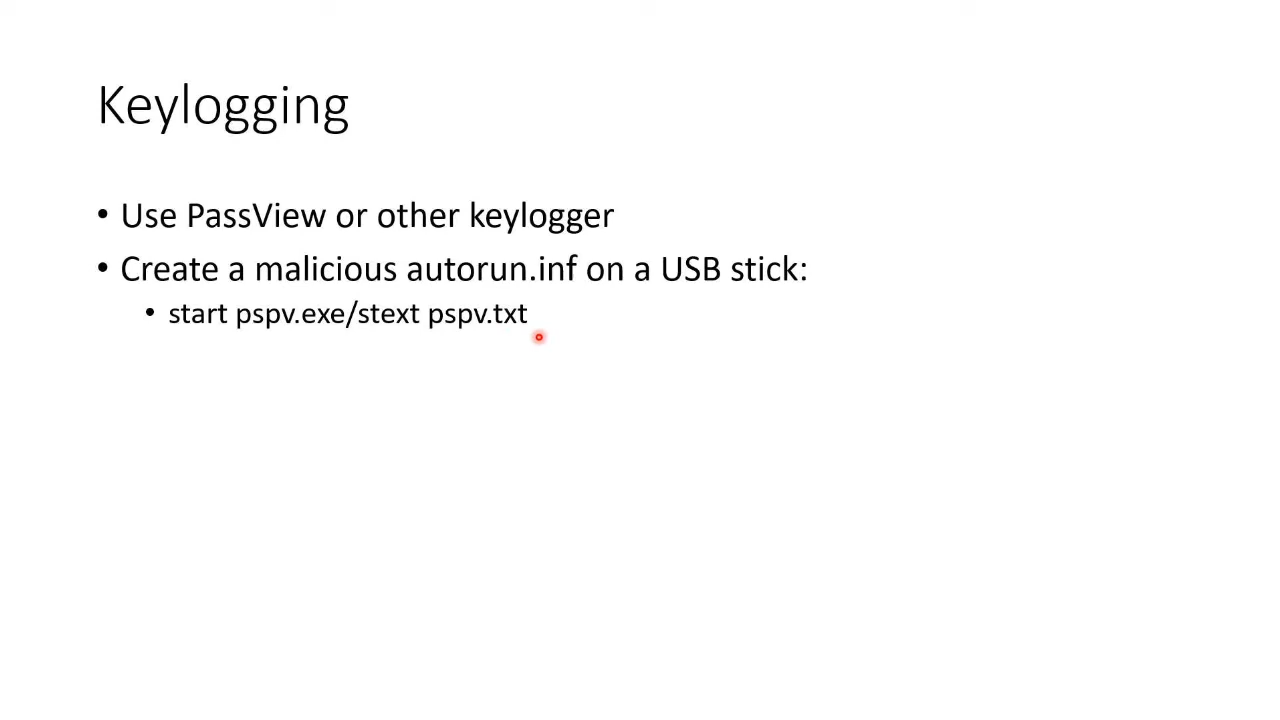 Keylogging
• Use PassView or other keylogger
• Create a malicious autorun.inf on a USB stick:
• start pspv.exe/stext pspv.txt